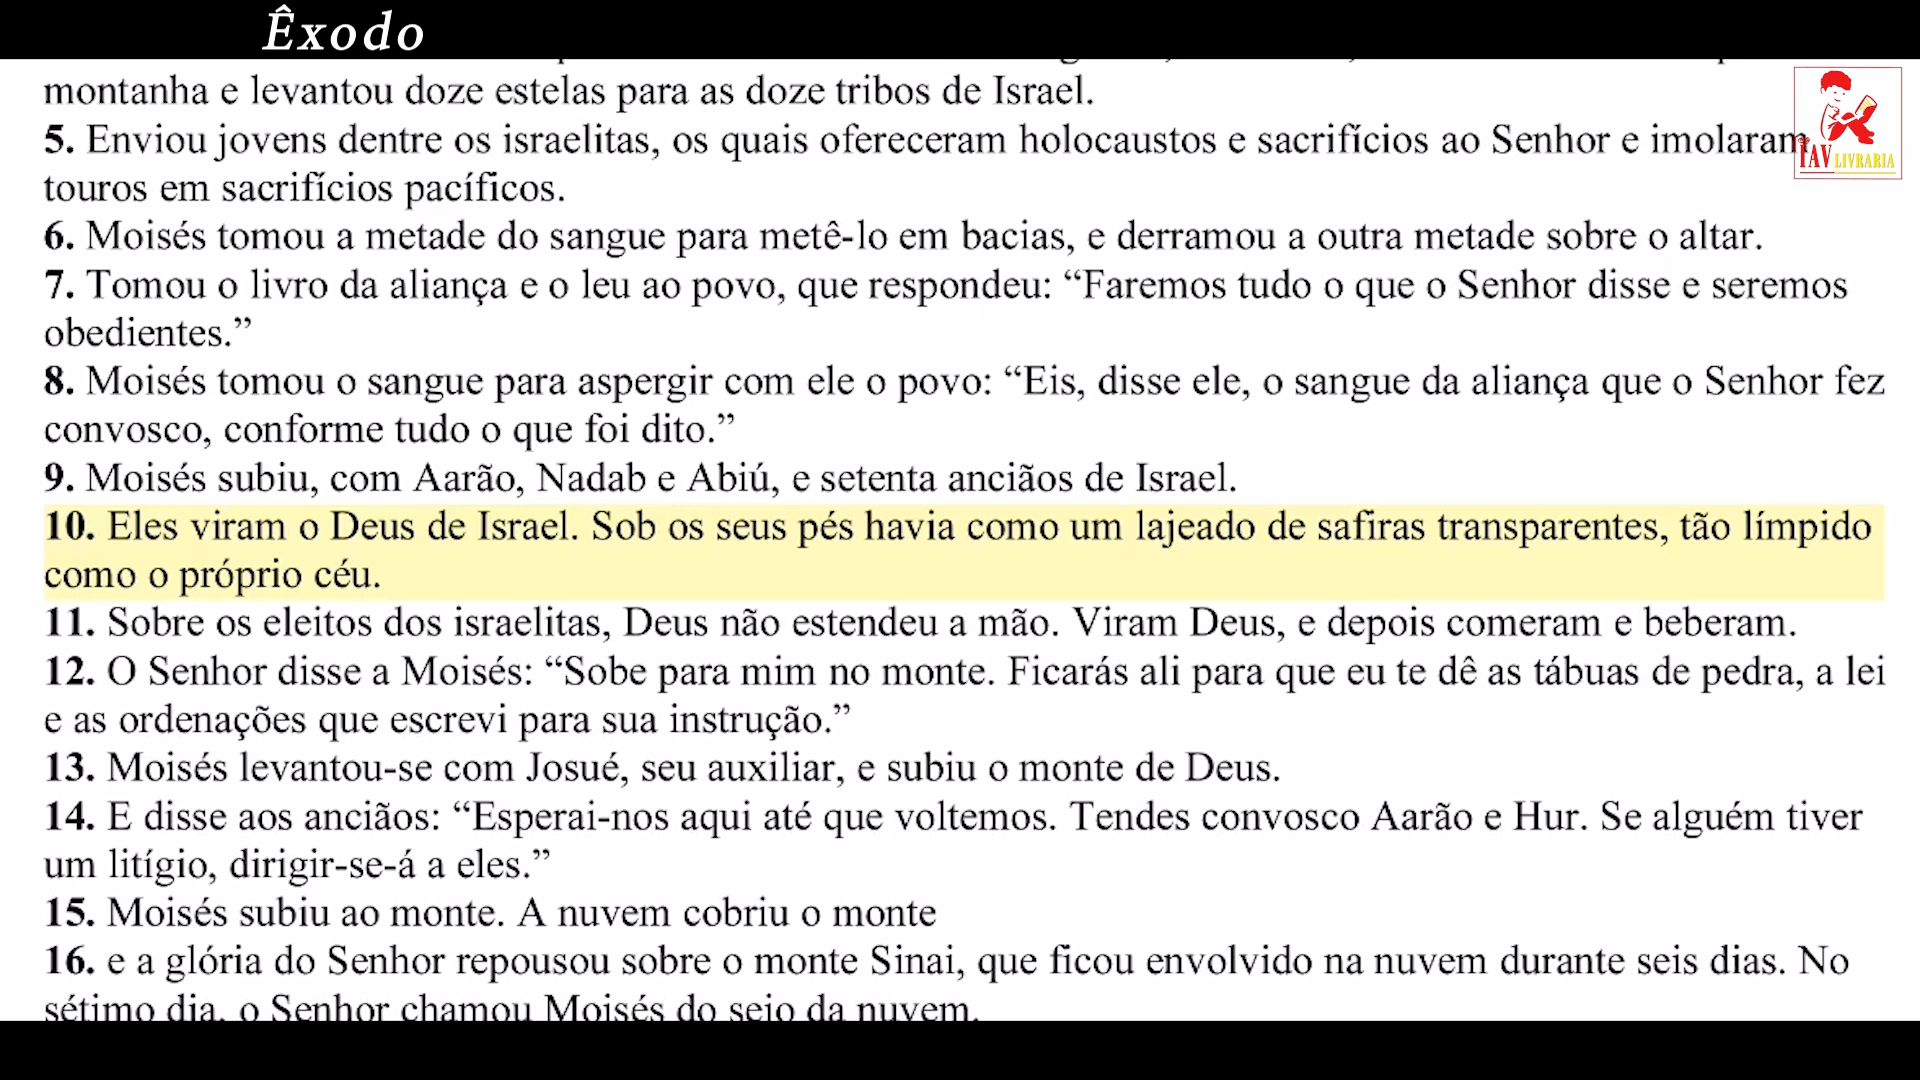 Êxodo
montanha e levantou doze estelas para as doze tribos de Israel.
5. Enviou jovens dentre os israelitas, os quais ofereceram holocaustos e sacrifícios ao Senhor e imolaram
touros em sacrifícios pacíficos.
6. Moisés tomou a metade do sangue para metê-lo em bacias, e derramou a outra metade sobre o altar.
7. Tomou o livro da aliança e o leu ao povo, que respondeu: “Faremos tudo o que o Senhor disse e seremos
obedientes.”
8. Moisés tomou o sangue para aspergir com ele o povo: “Eis, disse ele, o sangue da aliança que o Senhor fez
convosco, conforme tudo o que foi dito.”
9. Moisés subiu, com Aarão, Nadab e Abiú, e setenta anciãos de Israel.
10. Eles viram o Deus de Israel. Sob os seus pés havia como um lajeado de safiras transparentes, tão límpido
como o próprio céu.
11. Sobre os eleitos dos israelitas, Deus não estendeu a mão. Viram Deus, e depois comeram e beberam.
12. O Senhor disse a Moisés: “Sobe para mim no monte. Ficarás ali para que eu te dê as tábuas de pedra, a lei
e as ordenações que escrevi para sua instrução.”
13. Moisés levantou-se com Josué, seu auxiliar, e subiu o monte de Deus.
14. E disse aos anciãos: “Esperai-nos aqui até que voltemos. Tendes convosco Aarão e Hur. Se alguém tiver
um litígio, dirigir-se-á a eles.”
15. Moisés subiu ao monte. A nuvem cobriu o monte
16. e a glória do Senhor repousou sobre o monte Sinai, que ficou envolvido na nuvem durante seis dias. No
sétimo dia, o Senhor chamou Moisés do seio da nuvem.
LIVRARIA